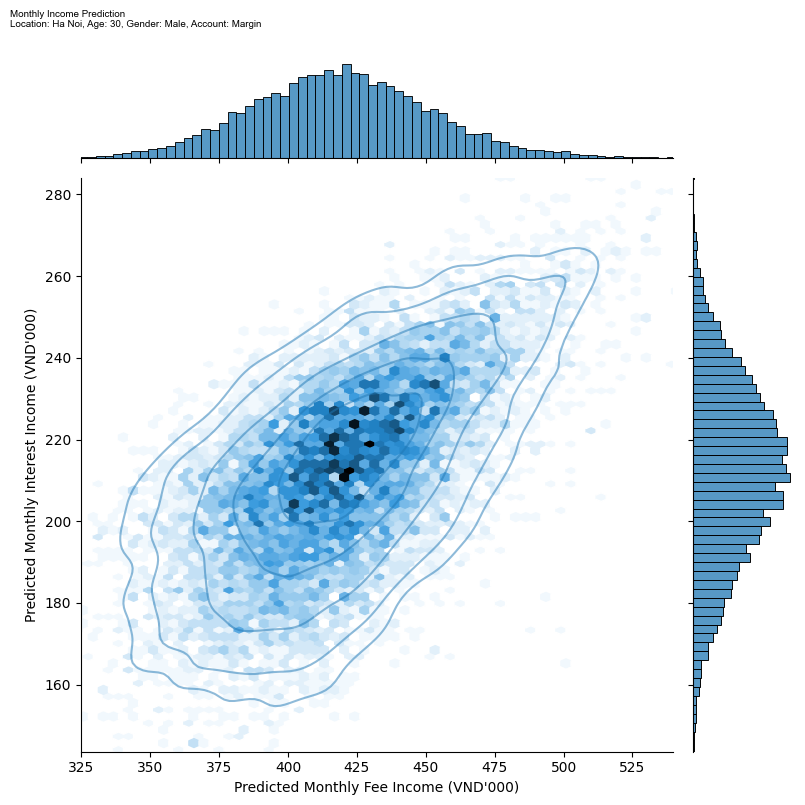 Monthly Income Prediction
Location: Ha Noi, Age: 30, Gender: Male, Account: Margin
280
260
240
220
200
180
160
Predicted Monthly Interest Income (VND'000)
325 350 375 400 425 450 475 500 525
Predicted Monthly Fee Income (VND'000)